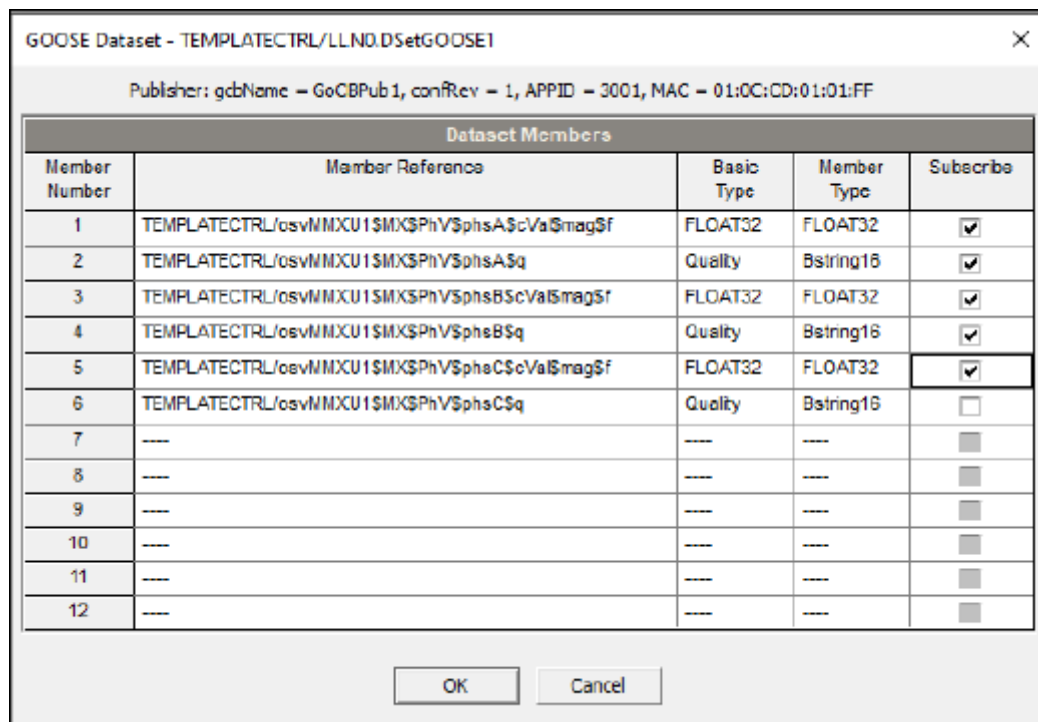 GOOSE Dataset - TEMPLATECTRL/LLN0.DSetGOOSE1
Publisher: gcbName = GoCBPub1, confRev = 1, APPID = 3001, MAC = 01:0C:CD:01:01:FF
Dataset Members
Member Number Member Reference Basic Type Member Type Subscribe
1 TEMPLATECTRL/osvMMXU1$MX$PhV$phsA$cVal$mag$f FLOAT32 FLOAT32
2 TEMPLATECTRL/osvMMXU1$MX$PhV$phsA$q Quality Bstring16
3 TEMPLATECTRL/osvMMXU1$MX$PhV$phsB$cVal$mag$f FLOAT32 FLOAT32
4 TEMPLATECTRL/osvMMXU1$MX$PhV$phsB$q Quality Bstring16
5 TEMPLATECTRL/osvMMXU1$MX$PhV$phsC$cVal$mag$f FLOAT32 FLOAT32
6 TEMPLATECTRL/osvMMXU1$MX$PhV$phsC$q Quality Bstring16
7 ---- ---- ----
8 ---- ---- ----
9 ---- ---- ----
10 ---- ---- ----
11 ---- ---- ----
12 ---- ---- ----
OK Cancel